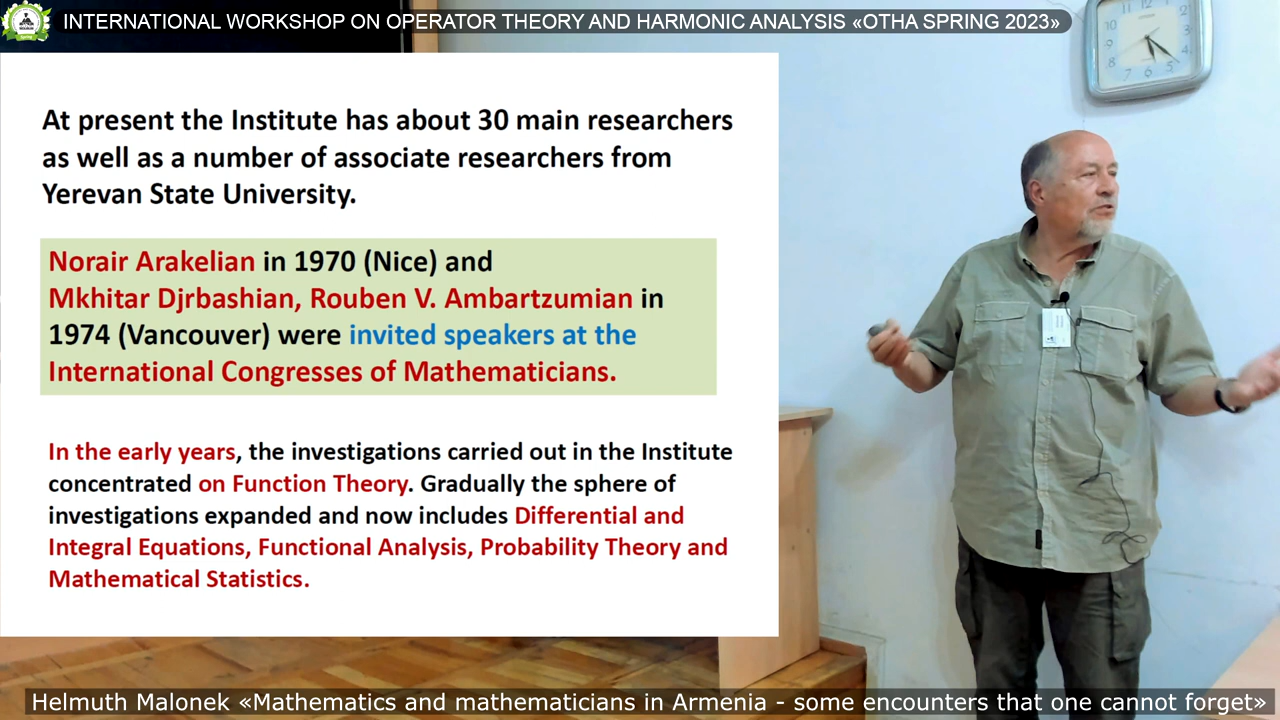 INTERNATIONAL WORKSHOP ON OPERATOR THEORY AND HARMONIC ANALYSIS «OTHA SPRING 2023»
At present the Institute has about 30 main researchers
as well as a number of associate researchers from
Yerevan State University.
Norair Arakelian in 1970 (Nice) and
Mkhitar Djrbashian, Rouben V. Ambartzumian in
1974 (Vancouver) were invited speakers at the
International Congresses of Mathematicians.
In the early years, the investigations carried out in the Institute
concentrated on Function Theory. Gradually the sphere of
investigations expanded and now includes Differential and
Integral Equations, Functional Analysis, Probability Theory and
Mathematical Statistics.
Helmuth Malonek «Mathematics and mathematicians in Armenia - some encounters that one cannot forget»